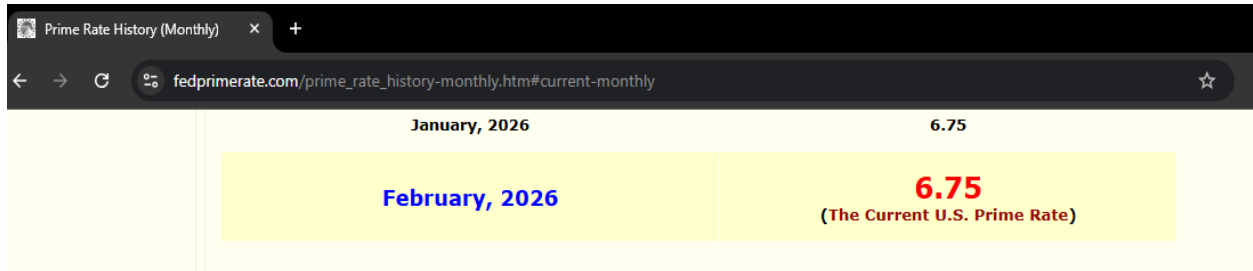 Prime Rate History (Monthly)
fedprimerate.com/prime_rate_history-monthly.htm#current-monthly
January, 2026 6.75
February, 2026 6.75
(The Current U.S. Prime Rate)